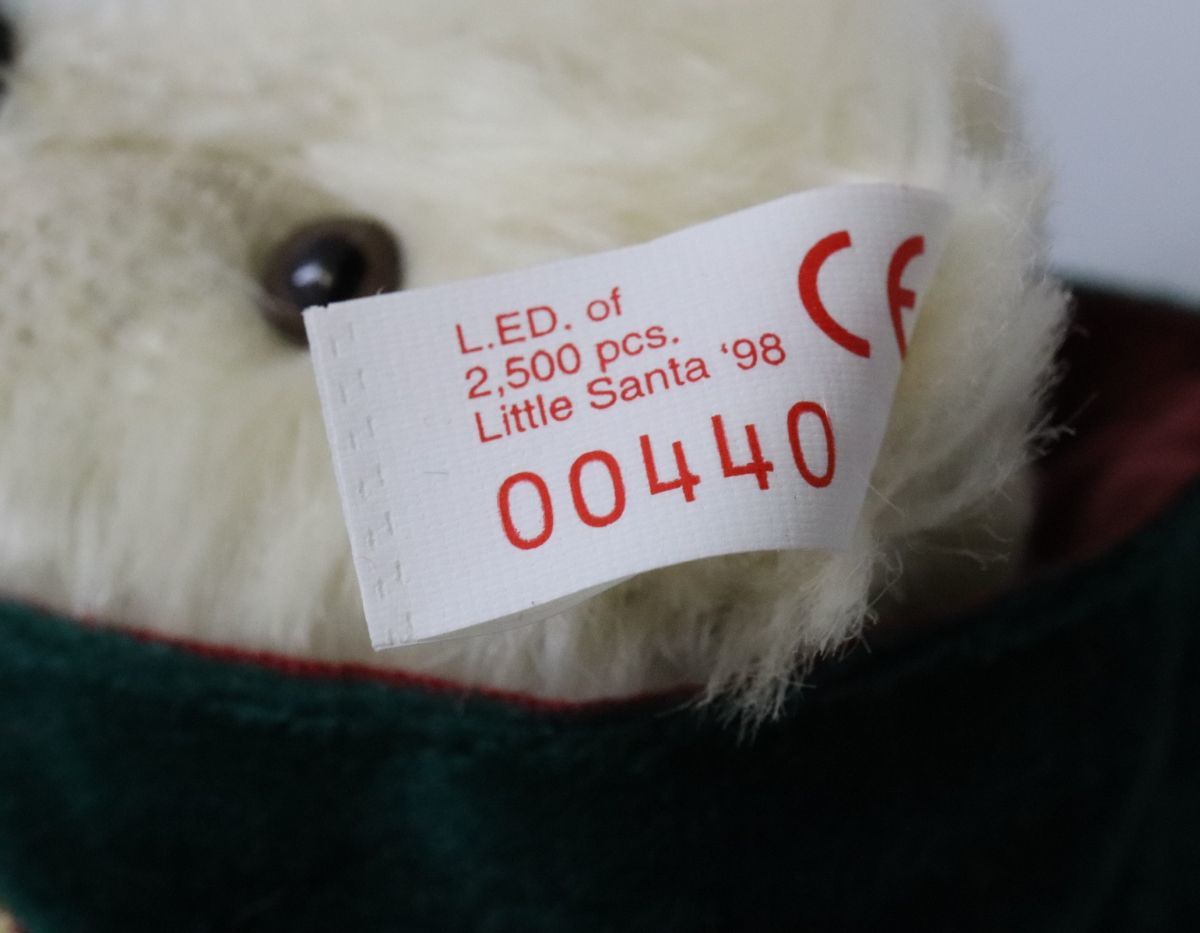 L.ED. of
2,500 pcs.
Little Santa ‘98
00440
CE